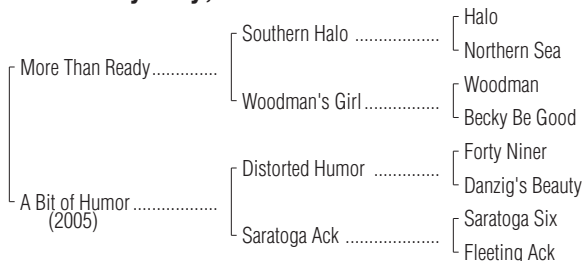 Halo
Southern Halo ..................
Northern Sea
More Than Ready..............
Woodman
Woodman's Girl ................
Becky Be Good
Forty Niner
Distorted Humor ..............
Danzig's Beauty
A Bit of Humor ..................
(2005)
Saratoga Six
Saratoga Ack ....................
Fleeting Ack